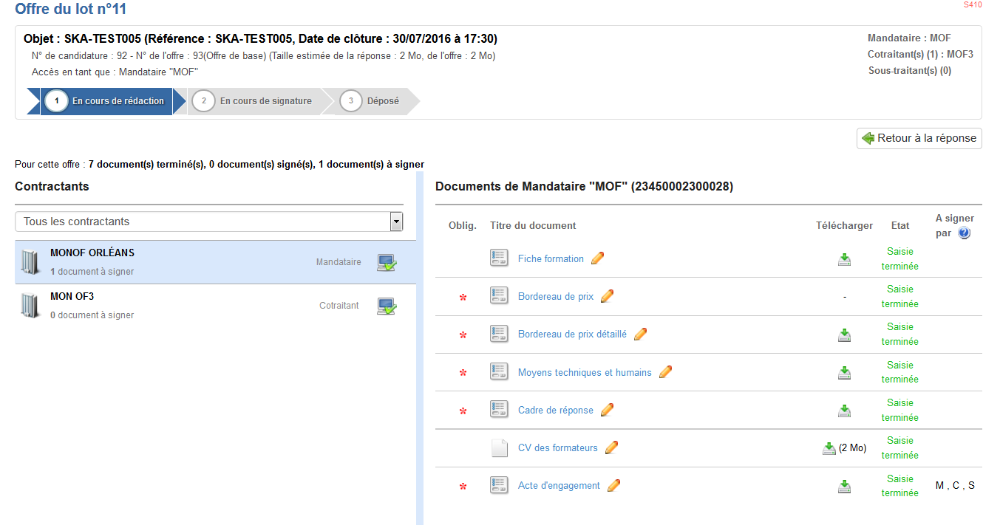 Offre du lot n°11
S410
Objet : SKA-TEST005 (Référence : SKA-TEST005, Date de clôture : 30/07/2016 à 17:30)
N° de candidature : 92 - N° de l'offre : 93(Offre de base) (Taille estimée de la réponse : 2 Mo, de l'offre : 2 Mo)
Accès en tant que : Mandataire "MOF"
Mandataire : MOF
Cotraitant(s) (1) : MOF3
Sous-traitant(s) (0)
1 En cours de rédaction 2 En cours de signature 3 Déposé
Retour à la réponse
Pour cette offre : 7 document(s) terminé(s), 0 document(s) signé(s), 1 document(s) à signer
Contractants
Tous les contractants
MONOF ORLÉANS
1 document à signer
Mandataire
MON OF3
0 document à signer
Cotraitant
Documents de Mandataire "MOF" (23450002300028)
Oblig. Titre du document Télécharger Etat A signer
par ?
Fiche formation Saisie
terminée
* Bordereau de prix - Saisie
terminée
* Bordereau de prix détaillé Saisie
terminée
* Moyens techniques et humains Saisie
terminée
* Cadre de réponse Saisie
terminée
CV des formateurs (2 Mo) Saisie
terminée
* Acte d'engagement Saisie
terminée M , C , S